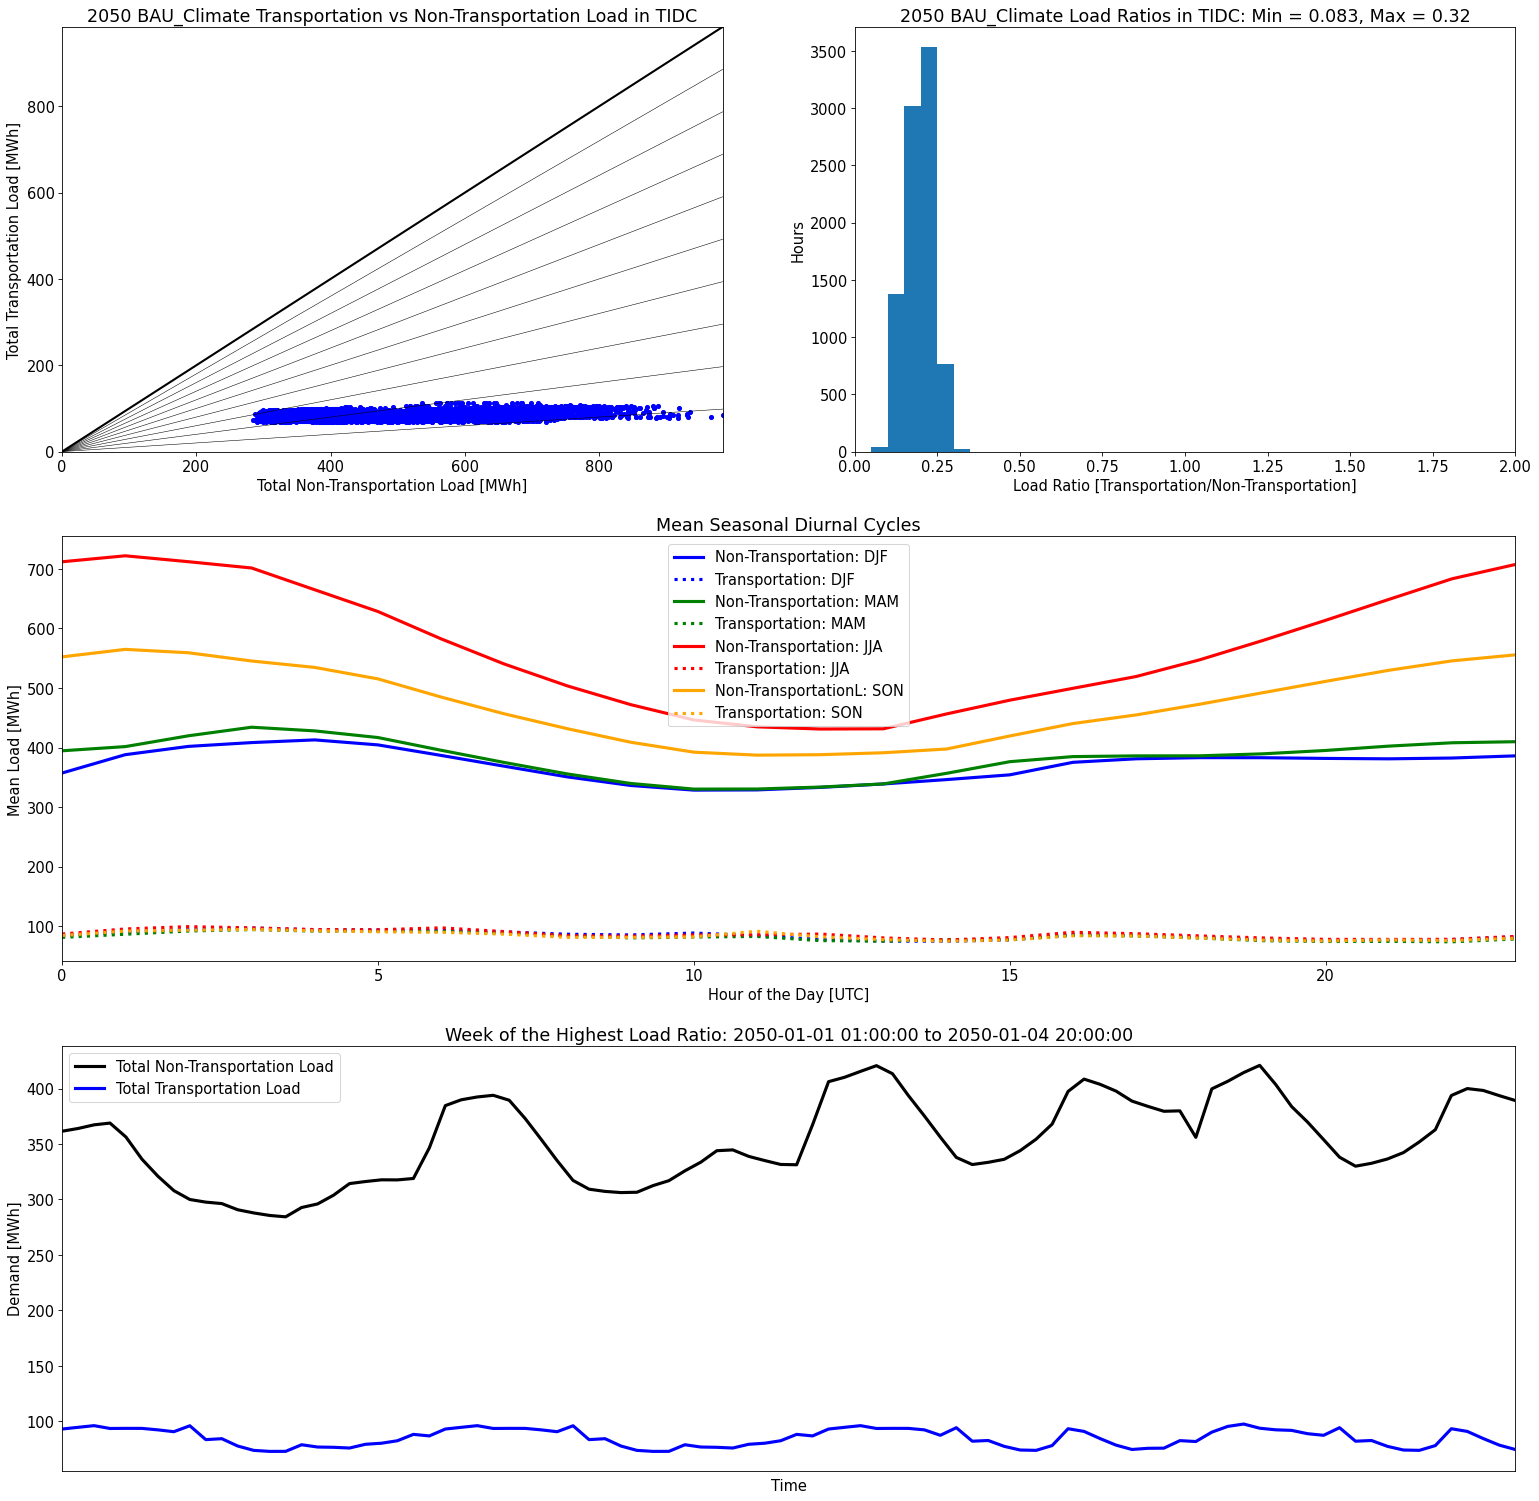 2050 BAU_Climate Transportation vs Non-Transportation Load in TIDC
Total Transportation Load [MWh]
800
600
400
200
0
0 200 400 600 800
Total Non-Transportation Load [MWh]
2050 BAU_Climate Load Ratios in TIDC: Min = 0.083, Max = 0.32
Hours
3500
3000
2500
2000
1500
1000
500
0
0.00 0.25 0.50 0.75 1.00 1.25 1.50 1.75 2.00
Load Ratio [Transportation/Non-Transportation]
Mean Seasonal Diurnal Cycles
Mean Load [MWh]
700
600
500
400
300
200
100
Non-Transportation: DJF
Transportation: DJF
Non-Transportation: MAM
Transportation: MAM
Non-Transportation: JJA
Transportation: JJA
Non-TransportationL: SON
Transportation: SON
0 5 10 15 20
Hour of the Day [UTC]
Week of the Highest Load Ratio: 2050-01-01 01:00:00 to 2050-01-04 20:00:00
Demand [MWh]
400
350
300
250
200
150
100
Total Non-Transportation Load
Total Transportation Load
Time